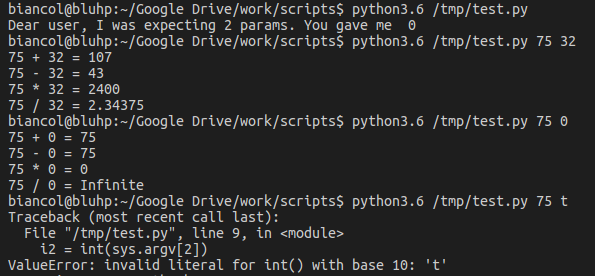 biancol@bluhp:~/Google Drive/work/scripts$ python3.6 /tmp/test.py
Dear user, I was expecting 2 params. You gave me  0
biancol@bluhp:~/Google Drive/work/scripts$ python3.6 /tmp/test.py 75 32
75 + 32 = 107
75 - 32 = 43
75 * 32 = 2400
75 / 32 = 2.34375
biancol@bluhp:~/Google Drive/work/scripts$ python3.6 /tmp/test.py 75 0
75 + 0 = 75
75 - 0 = 75
75 * 0 = 0
75 / 0 = Infinite
biancol@bluhp:~/Google Drive/work/scripts$ python3.6 /tmp/test.py 75 t
Traceback (most recent call last):
  File "/tmp/test.py", line 9, in <module>
    i2 = int(sys.argv[2])
ValueError: invalid literal for int() with base 10: 't'